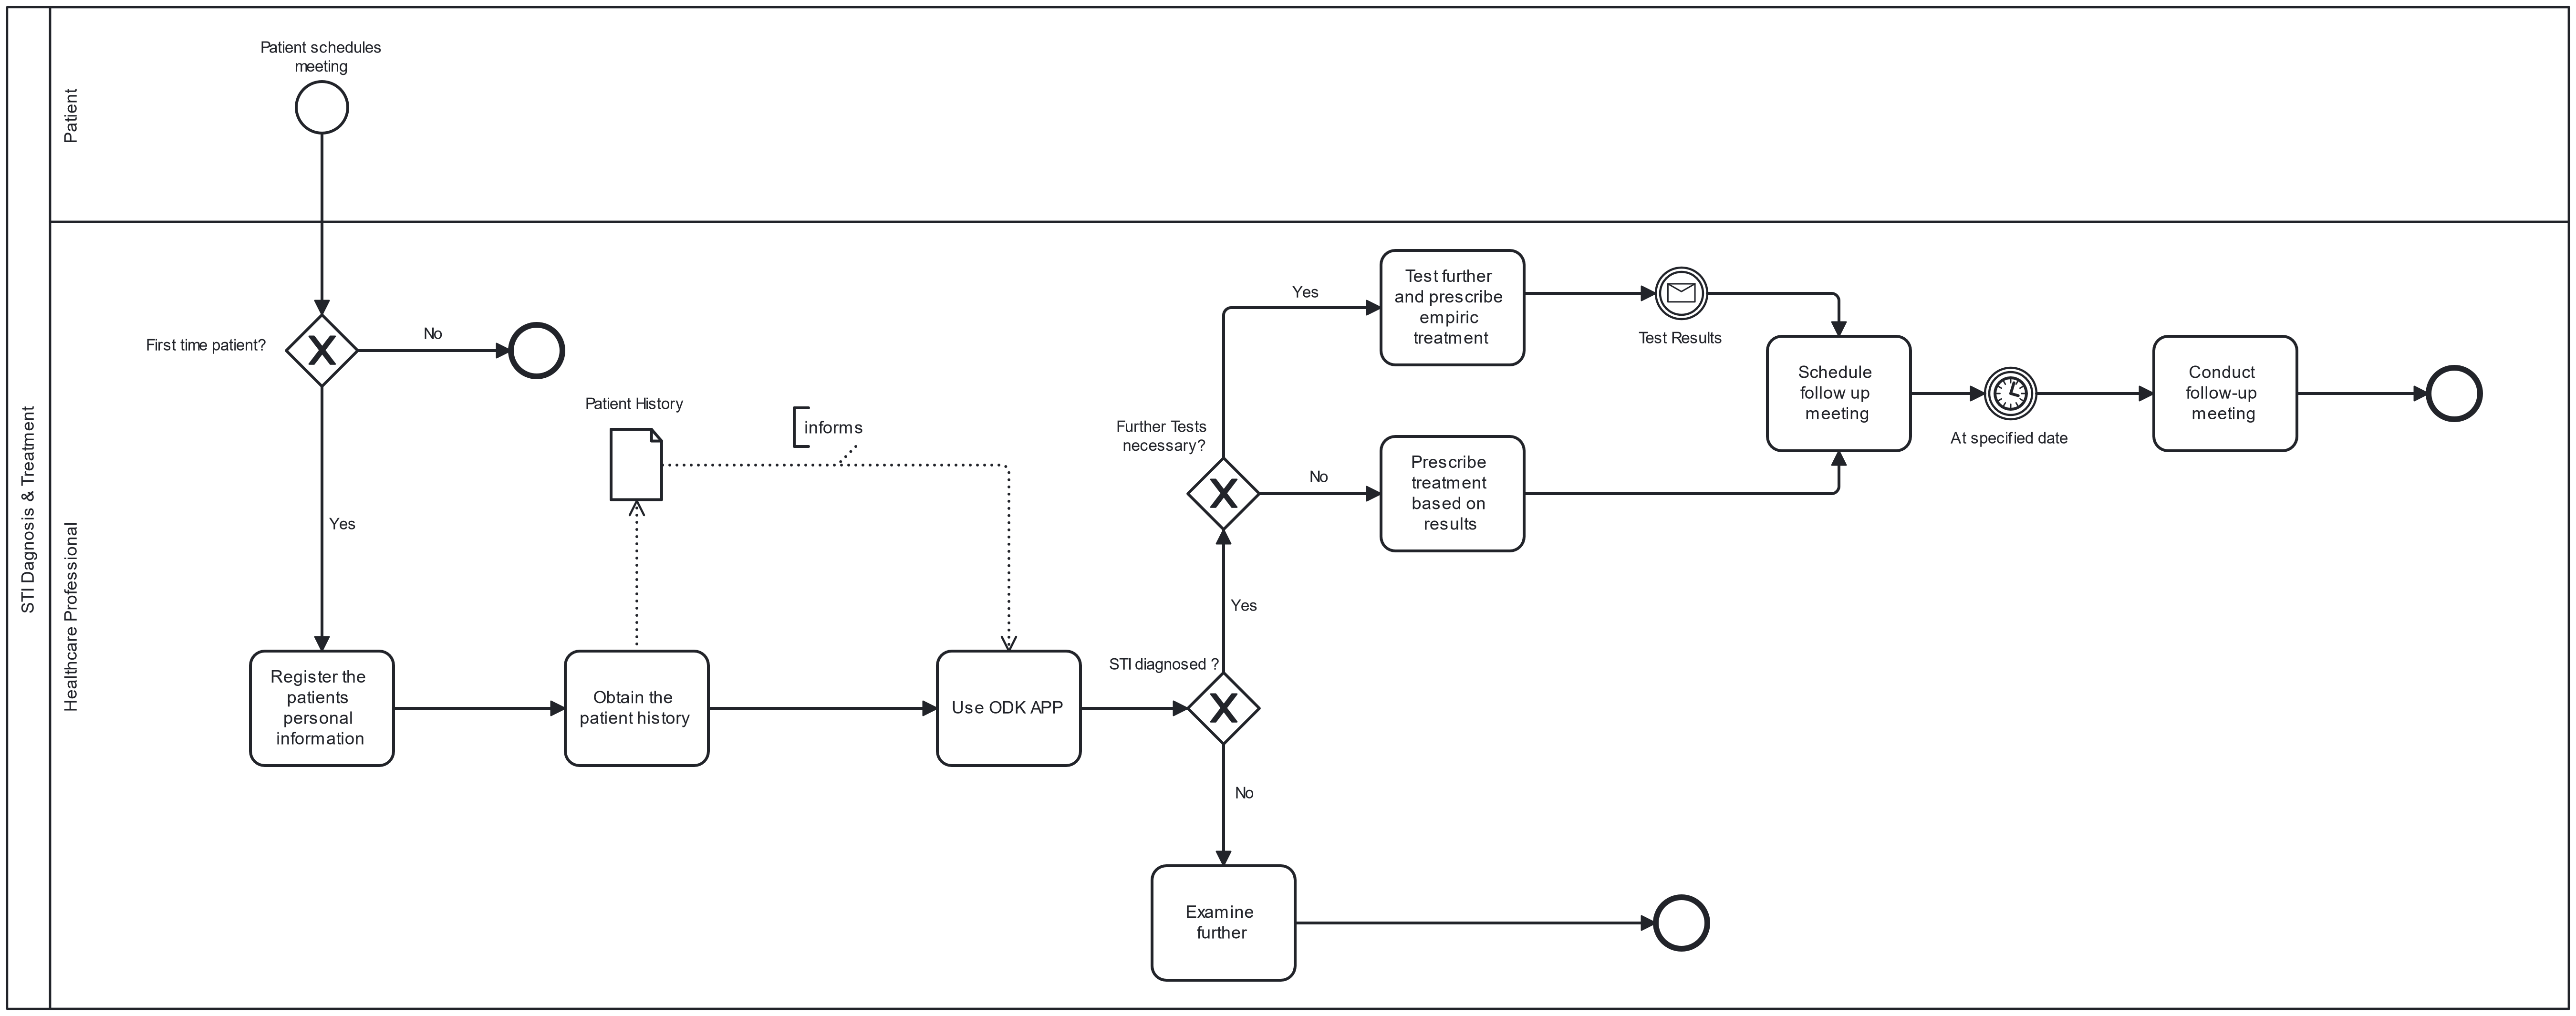 STI Diagnosis & Treatment
Patient
Healthcare Professional
Patient schedules
meeting
First time patient?
No
Yes
Register the
patients
personal
information
Obtain the
patient history
Patient History
informs
Use ODK APP
STI diagnosed ?
Yes
No
Examine
further
Further Tests
necessary?
Yes
No
Test further
and prescribe
empiric
treatment
Prescribe
treatment
based on
results
Test Results
Schedule
follow up
meeting
At specified date
Conduct
follow-up
meeting